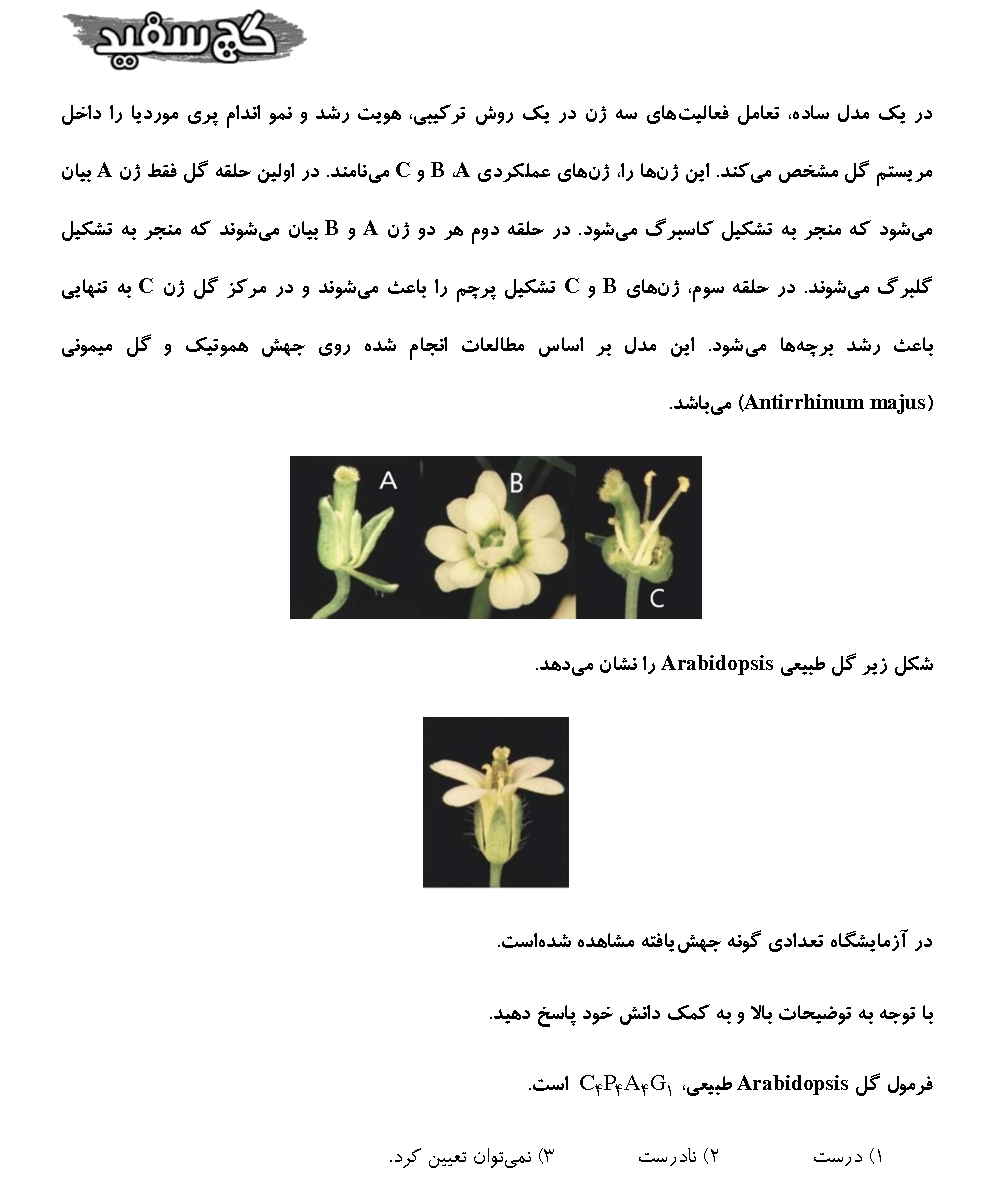 گچ سفید
در یک مدل ساده، تعامل فعالیت‌های سه ژن در یک روش ترکیبی، هویت رشد و نمو اندام پری موردیا را داخل
مریستم گل مشخص می‌کند. این ژن‌ها را، ژن‌های عملکردی B ،A و C می‌نامند. در اولین حلقه گل فقط ژن A بیان
می‌شود که منجر به تشکیل کاسبرگ می‌شود. در حلقه دوم هر دو ژن A و B بیان می‌شوند که منجر به تشکیل
گلبرگ می‌شوند. در حلقه سوم، ژن‌های B و C تشکیل پرچم را باعث می‌شوند و در مرکز گل ژن C به تنهایی
باعث رشد برچه‌ها می‌شود. این مدل بر اساس مطالعات انجام شده روی جهش هموتیک و گل میمونی
(Antirrhinum majus) می‌باشد.
A B C
شکل زیر گل طبیعی Arabidopsis را نشان می‌دهد.
در آزمایشگاه تعدادی گونه جهش‌یافته مشاهده شده‌است.
با توجه به توضیحات بالا و به کمک دانش خود پاسخ دهید.
فرمول گل Arabidopsis طبیعی، C۴P۴A۴G۱ است.
۱) درست ۲) نادرست ۳) نمی‌توان تعیین کرد.